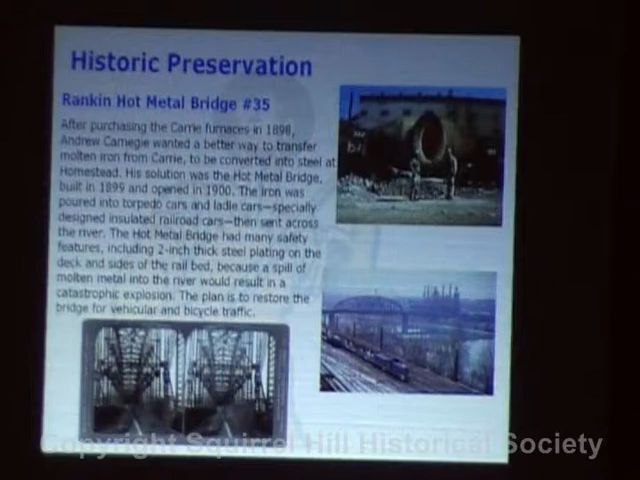 Historic Preservation
Rankin Hot Metal Bridge #35
After purchasing the Carrie furnaces in 1898,
Andrew Carnegie wanted a better way to transfer
molten iron from Carrie, to be converted into steel at
Homestead. His solution was the Hot Metal Bridge,
built in 1899 and opened in 1900. The iron was
poured into torpedo cars and ladle cars—specially
designed insulated railroad cars—then sent across
the river. The Hot Metal Bridge had many safety
features, including 2-inch thick steel plating on the
deck and sides of the rail bed, because a spill of
molten metal into the river would result in a
catastrophic explosion. The plan is to restore the
bridge for vehicular and bicycle traffic.
Copyright Squirrel Hill Historical Society